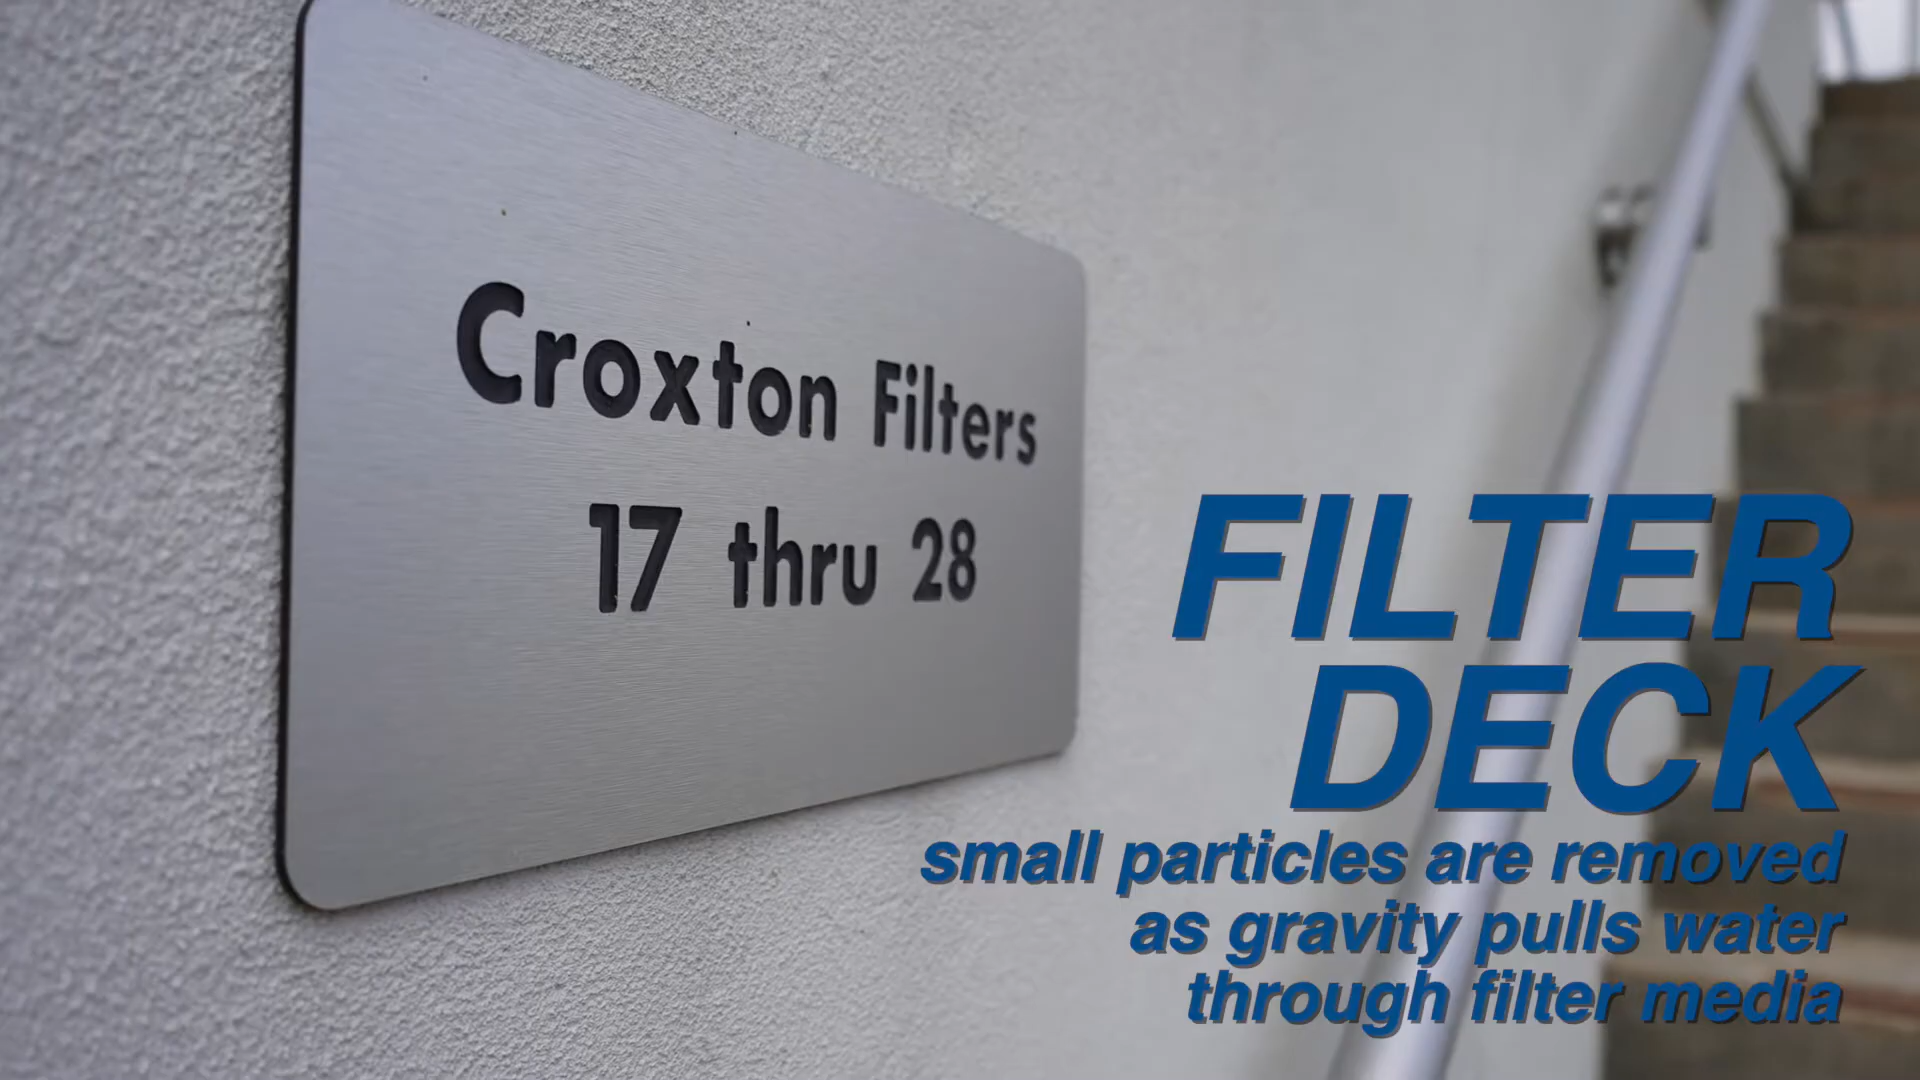 Croxton Filters
17 thru 28
FILTER
DECK
small particles are removed
as gravity pulls water
through filter media